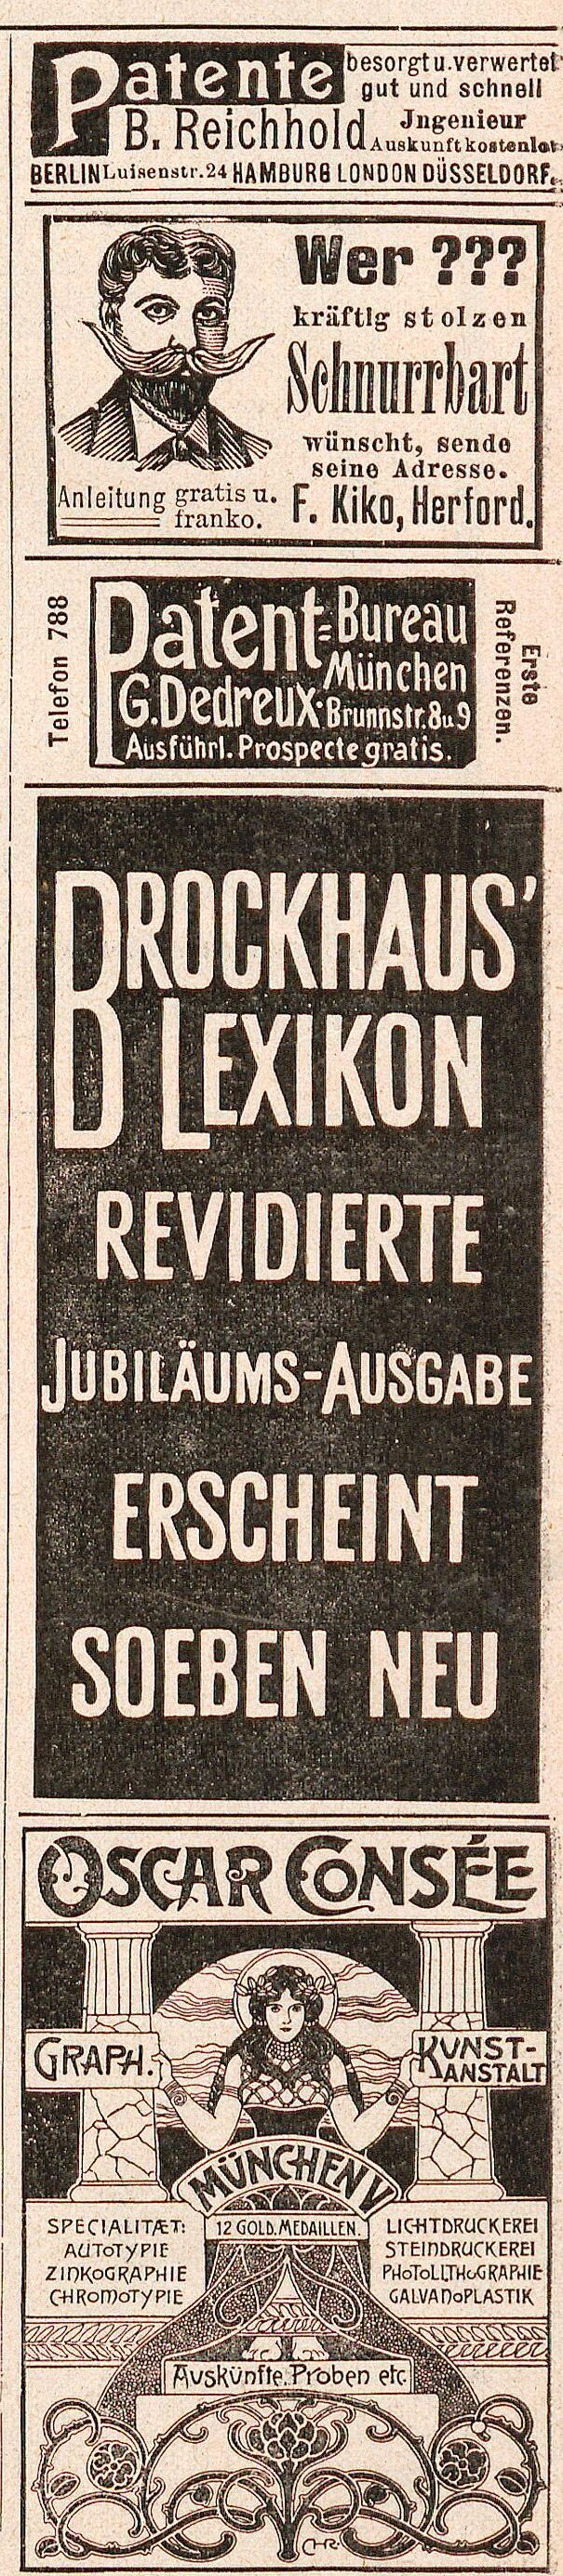 Patente
besorgt u. verwertet
gut und schnell
B. Reichhold
Jngenieur
Auskunft kostenlos
BERLIN Luisenstr. 24 HAMBURG LONDON DÜSSELDORF.
Wer ???
kräftig stolzen
Schnurrbart
wünscht, sende
seine Adresse.
Anleitung gratis u.
franko.
F. Kiko, Herford.
Telefon 788
Patent-Bureau
München
G. Dedreux. Brunnstr. 8 u. 9
Ausführl. Prospecte gratis.
Erste
Referenzen.
BROCKHAUS'
LEXIKON
REVIDIERTE
JUBILÄUMS-AUSGABE
ERSCHEINT
SOEBEN NEU
OSCAR CONSÉE
GRAPH.
KUNST-
ANSTALT
MÜNCHEN V
12 GOLD. MEDAILLEN.
SPECIALITÆT:
AUTOTYPIE
ZINKOGRAPHIE
CHROMOTYPIE
LICHTDRUCKEREI
STEINDRUCKEREI
PHOTOLITHOGRAPHIE
GALVANOPLASTIK
Auskünfte. Proben etc.
CHR